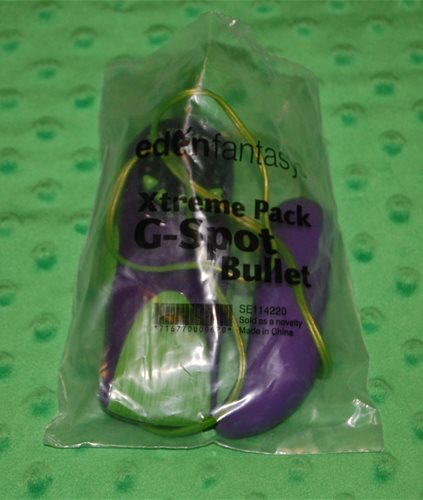 edenfantasy
Xtreme Pack
G-Spot
Bullet
SE114220
Sold as a novelty
Made in China